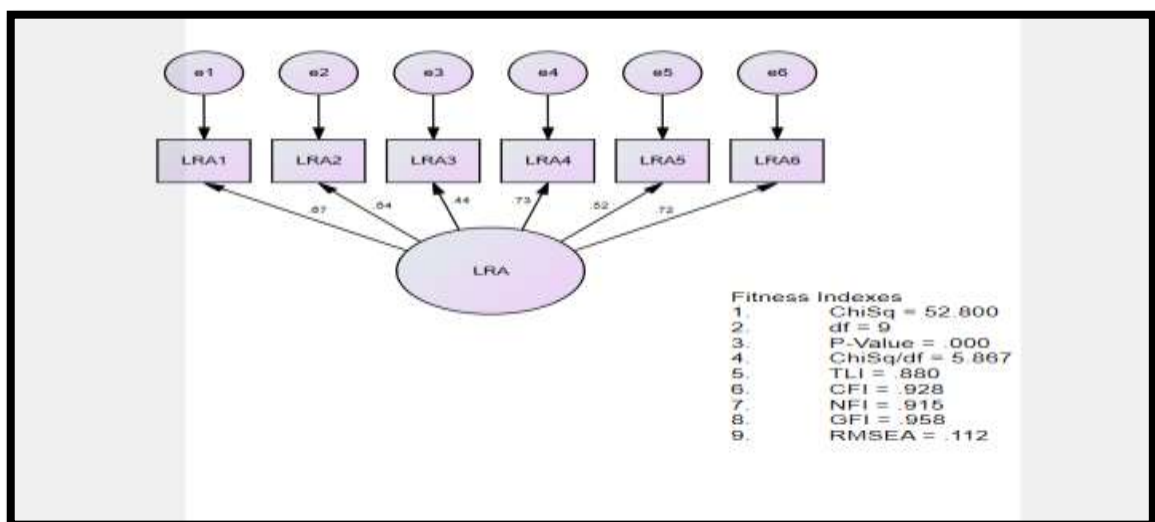 e1 e2 e3 e4 e5 e6
LRA1 LRA2 LRA3 LRA4 LRA5 LRA6
.44 .73 .52 .72
LRA
Fitness Indexes
1. ChiSq = 52.800
2. df = 9
3. P-Value = .000
4. ChiSq/df = 5.867
5. TLI = .880
6. CFI = .928
7. NFI = .915
8. GFI = .958
9. RMSEA = .112